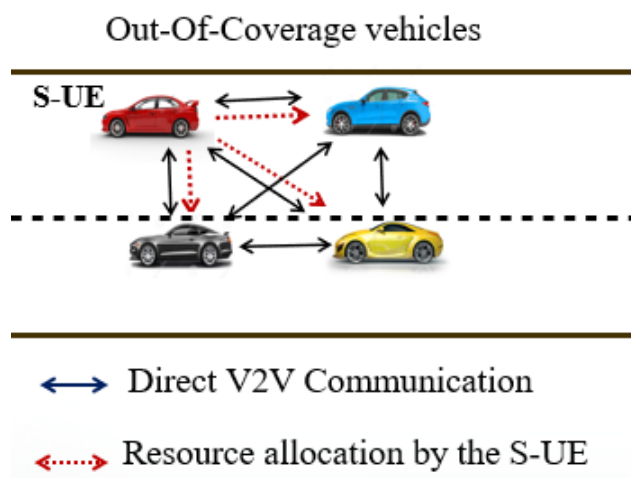 Out-Of-Coverage vehicles
S-UE
Direct V2V Communication
Resource allocation by the S-UE